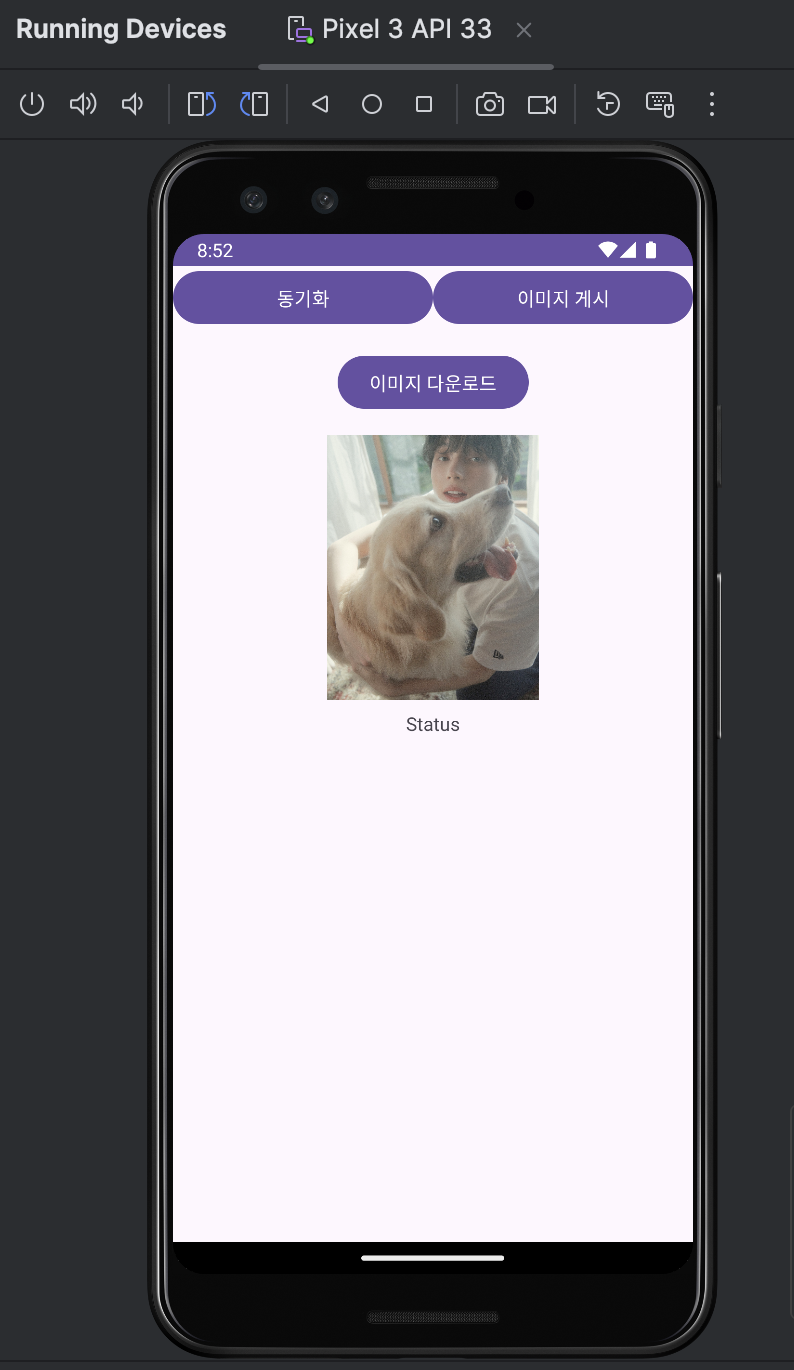 Running Devices
Pixel 3 API 33
8:52
동기화
이미지 게시
이미지 다운로드
Status